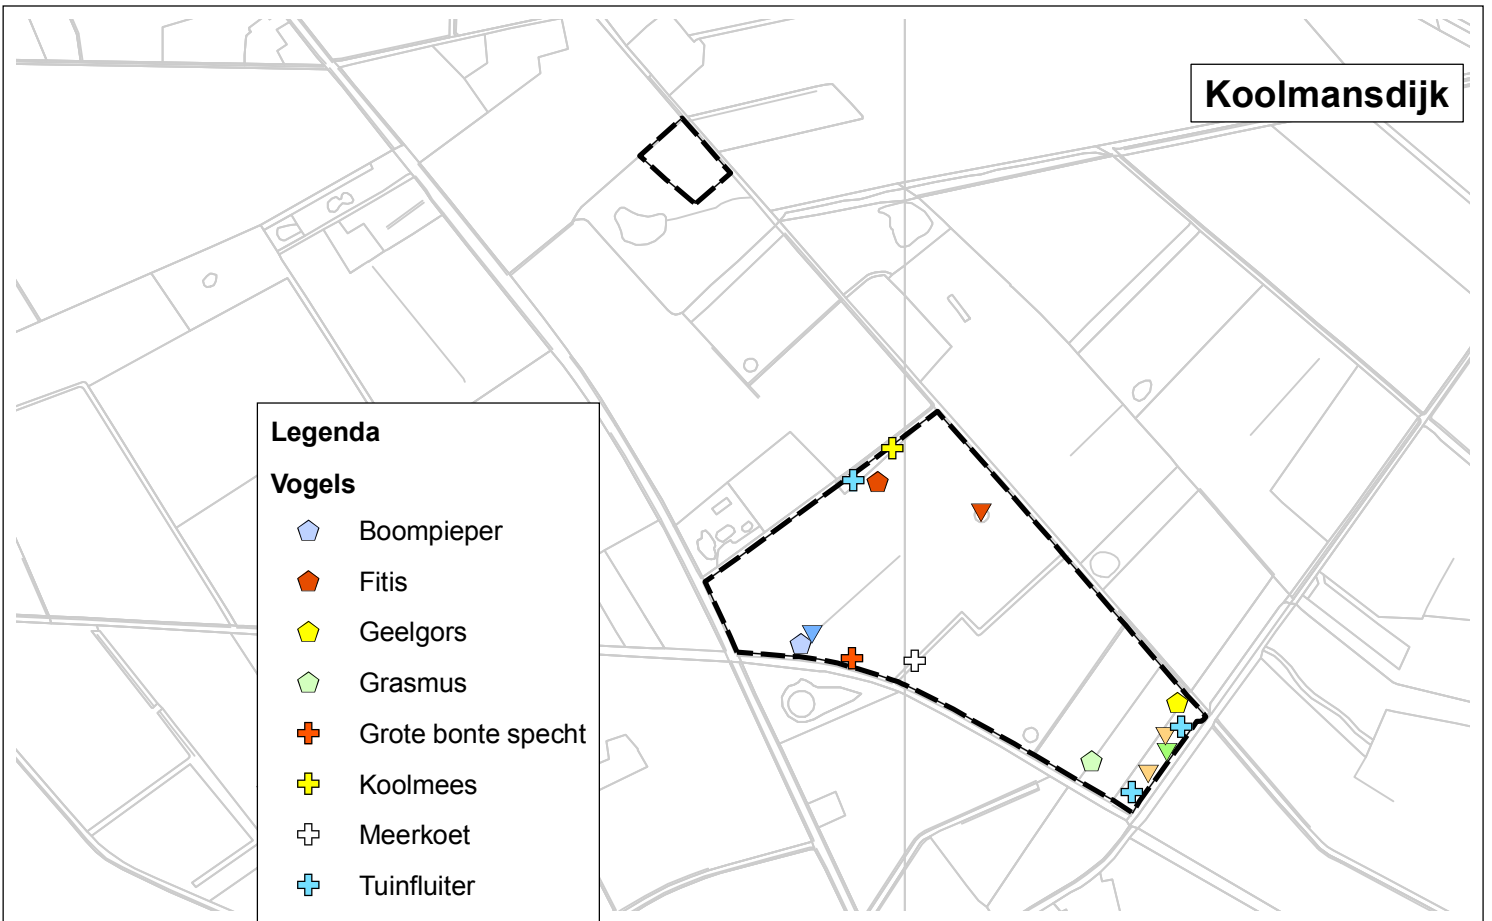 Koolmansdijk
Legenda
Vogels
Boompieper
Fitis
Geelgors
Grasmus
Grote bonte specht
Koolmees
Meerkoet
Tuinfluiter